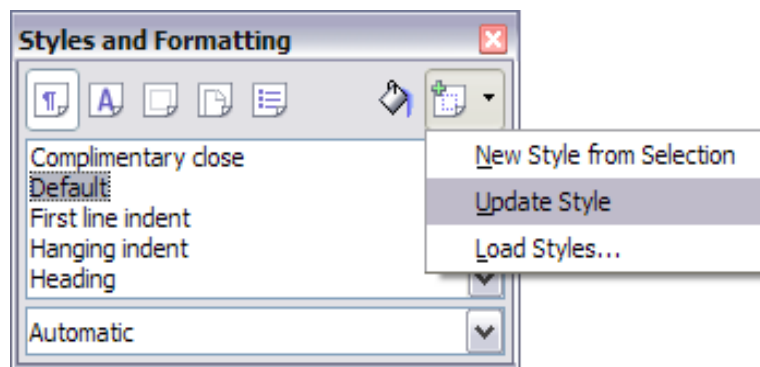 Styles and Formatting
Complimentary close
Default
First line indent
Hanging indent
Heading
Automatic
New Style from Selection
Update Style
Load Styles...